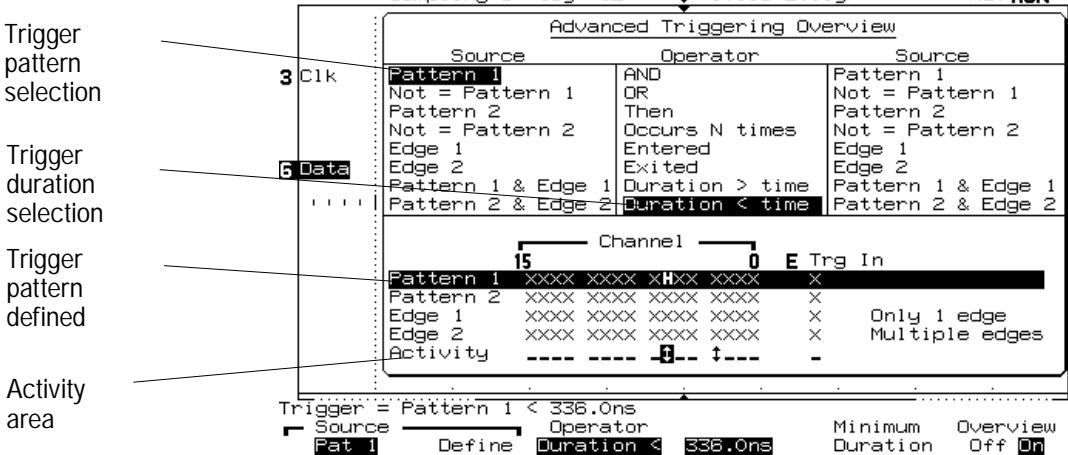 Trigger
pattern
selection
Trigger
duration
selection
Trigger
pattern
defined
Activity
area
Advanced Triggering Overview
Source Operator Source
3 Clk
6 Data
Pattern 1 AND Pattern 1
Not = Pattern 1 OR Not = Pattern 1
Pattern 2 Then Pattern 2
Not = Pattern 2 Occurs N times Not = Pattern 2
Edge 1 Entered Edge 1
Edge 2 Exited Edge 2
Pattern 1 & Edge 1 Duration > time Pattern 1 & Edge 1
Pattern 2 & Edge 2 Duration < time Pattern 2 & Edge 2
Channel
15 0 E Trg In
Pattern 1 XXXX XXXX XHXX XXXX X
Pattern 2 XXXX XXXX XXXX XXXX X
Edge 1 XXXX XXXX XXXX XXXX X Only 1 edge
Edge 2 XXXX XXXX XXXX XXXX X Multiple edges
Activity ---- ---- -↕-- ↕--- -
Trigger = Pattern 1 < 336.0ns
Source Operator Minimum Overview
Pat 1 Define Duration < 336.0ns Duration Off On